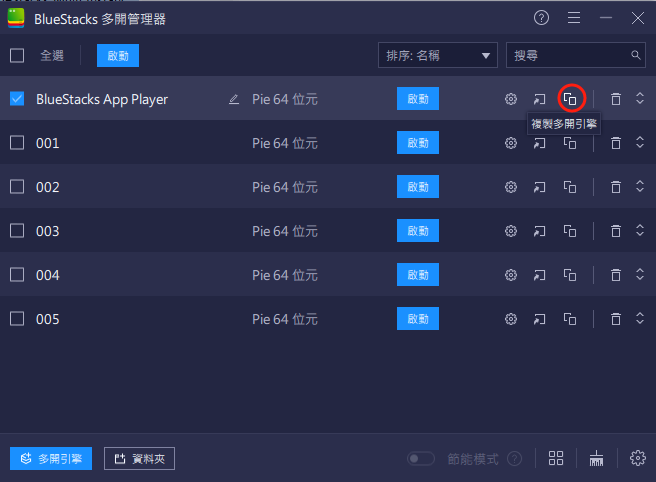 BlueStacks 多開管理器
全選
啟動
排序: 名稱
搜尋
BlueStacks App Player Pie 64 位元 啟動
複製多開引擎
001 Pie 64 位元 啟動
002 Pie 64 位元 啟動
003 Pie 64 位元 啟動
004 Pie 64 位元 啟動
005 Pie 64 位元 啟動
多開引擎
資料夾
節能模式